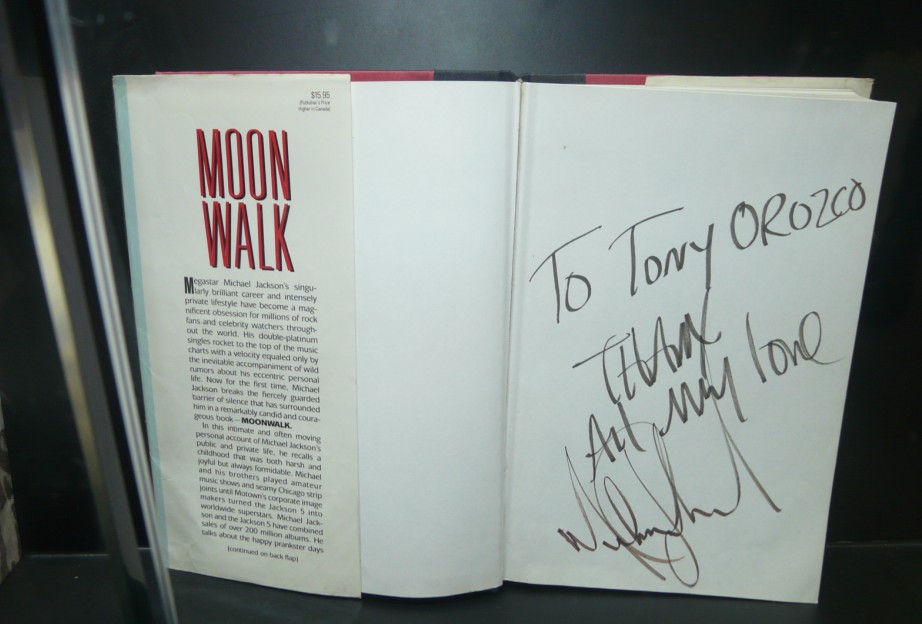 $15.95
(Publisher's Price
higher in Canada)
MOON
WALK
Megastar Michael Jackson's singu-
larly brilliant career and intensely
private lifestyle have become a mag-
nificent obsession for millions of rock
fans and celebrity watchers through-
out the world. His double-platinum
singles rocket to the top of the music
charts with a velocity equaled only by
the inevitable accompaniment of wild
rumors about his eccentric personal
life. Now for the first time, Michael
Jackson breaks the fiercely guarded
barrier of silence that has surrounded
him in a remarkably candid and coura-
geous book—MOONWALK.
In this intimate and often moving
personal account of Michael Jackson's
public and private life, he recalls a
childhood that was both harsh and
joyful but always formidable. Michael
and his brothers played amateur
music shows and seamy Chicago strip
joints until Motown's corporate image
makers turned the Jackson 5 into
worldwide superstars. Michael Jack-
son and the Jackson 5 have combined
sales of over 200 million albums. He
talks about the happy prankster days
(continued on back flap)
TO TONY OROZCO
THANX
All my love